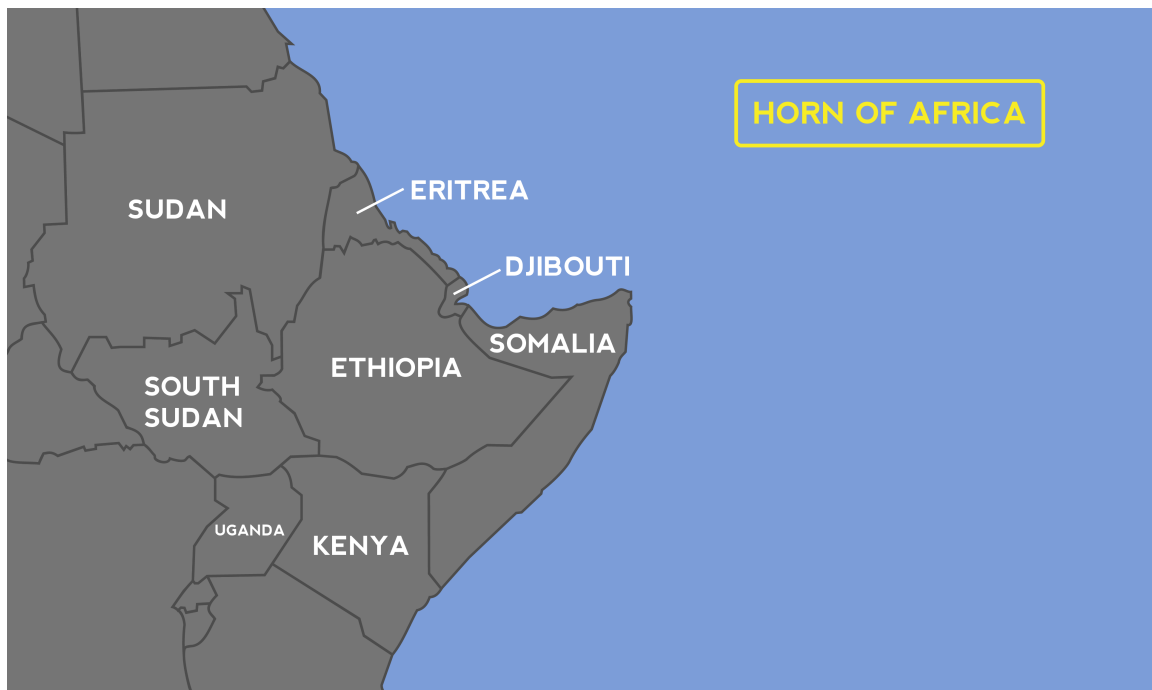 HORN OF AFRICA
ERITREA
SUDAN
DJIBOUTI
SOMALIA
ETHIOPIA
SOUTH
SUDAN
UGANDA
KENYA